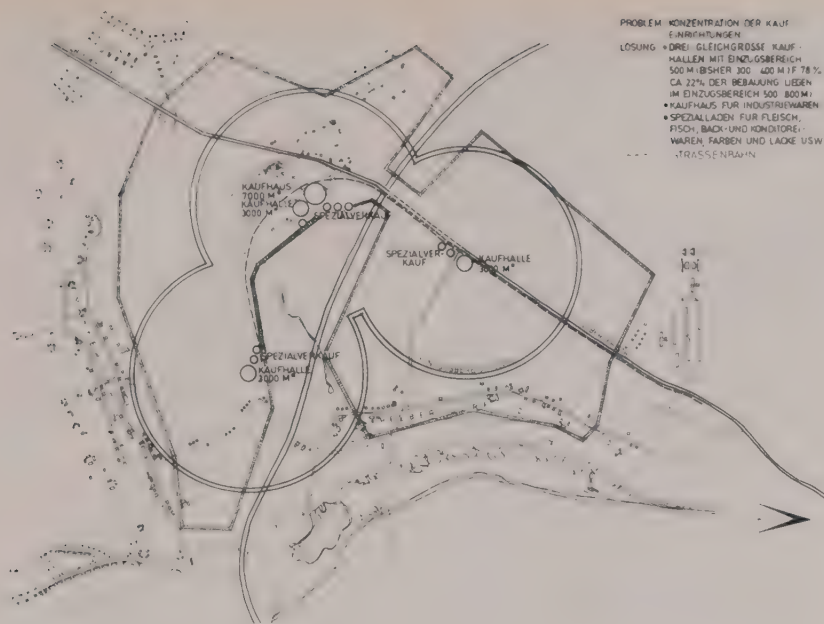 PROBLEM KONZENTRATION DER KAUF
EINRICHTUNGEN
LÖSUNG • DREI GLEICHGROSSE KAUF-
HALLEN MIT EINZUGSBEREICH
500 M (BISHER 300 400 M) F 78 %
CA 22% DER BEBAUUNG LIEGEN
IM EINZUGSBEREICH 500 800 M)
• KAUFHAUS FÜR INDUSTRIEWAREN
• SPEZIALLADEN FÜR FLEISCH,
FISCH, BACK- UND KONDITOREI-
WAREN, FARBEN UND LACKE USW
STRASSENBAHN
KAUFHAUS
7000 M²
KAUFHALLE
3000 M²
SPEZIALVERKAUF
SPEZIALVER-
KAUF
KAUFHALLE
3000 M²
SPEZIALVERKAUF
KAUFHALLE
3000 M²